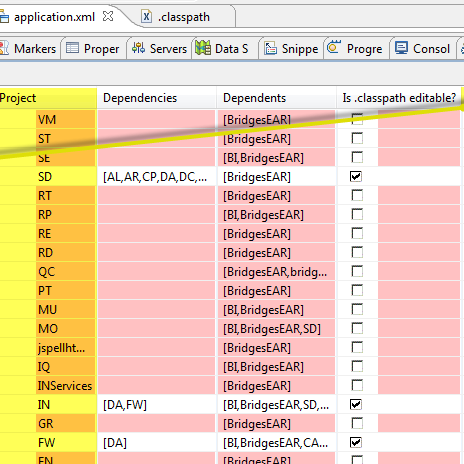 application.xml .classpath
Markers Proper Servers Data S Snippe Progre Consol
Project Dependencies Dependents Is .classpath editable?
VM [BridgesEAR]
ST [BridgesEAR]
SE [BI,BridgesEAR]
SD [AL,AR,CP,DA,DC,... [BridgesEAR]
RT [BridgesEAR]
RP [BI,BridgesEAR]
RE [BridgesEAR]
RD [BridgesEAR]
QC [BridgesEAR,bridg...
PT [BridgesEAR]
MU [BI,BridgesEAR]
MO [BI,BridgesEAR,SD]
jspellht... [BridgesEAR]
IQ [BI,BridgesEAR]
INServices [BridgesEAR]
IN [DA,FW] [BI,BridgesEAR,SD,...
GR [BridgesEAR]
FW [DA] [BI,BridgesEAR,CA...
EN [BridgesEAR]